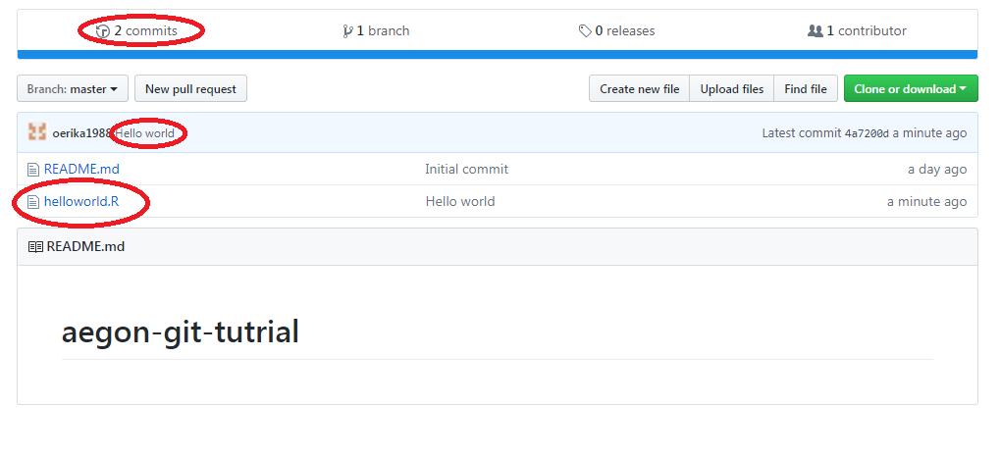 2 commits 1 branch 0 releases 1 contributor
Branch: master New pull request Create new file Upload files Find file Clone or download
oerika1988 Hello world Latest commit 4a7200d a minute ago
README.md Initial commit a day ago
helloworld.R Hello world a minute ago
README.md
aegon-git-tutrial